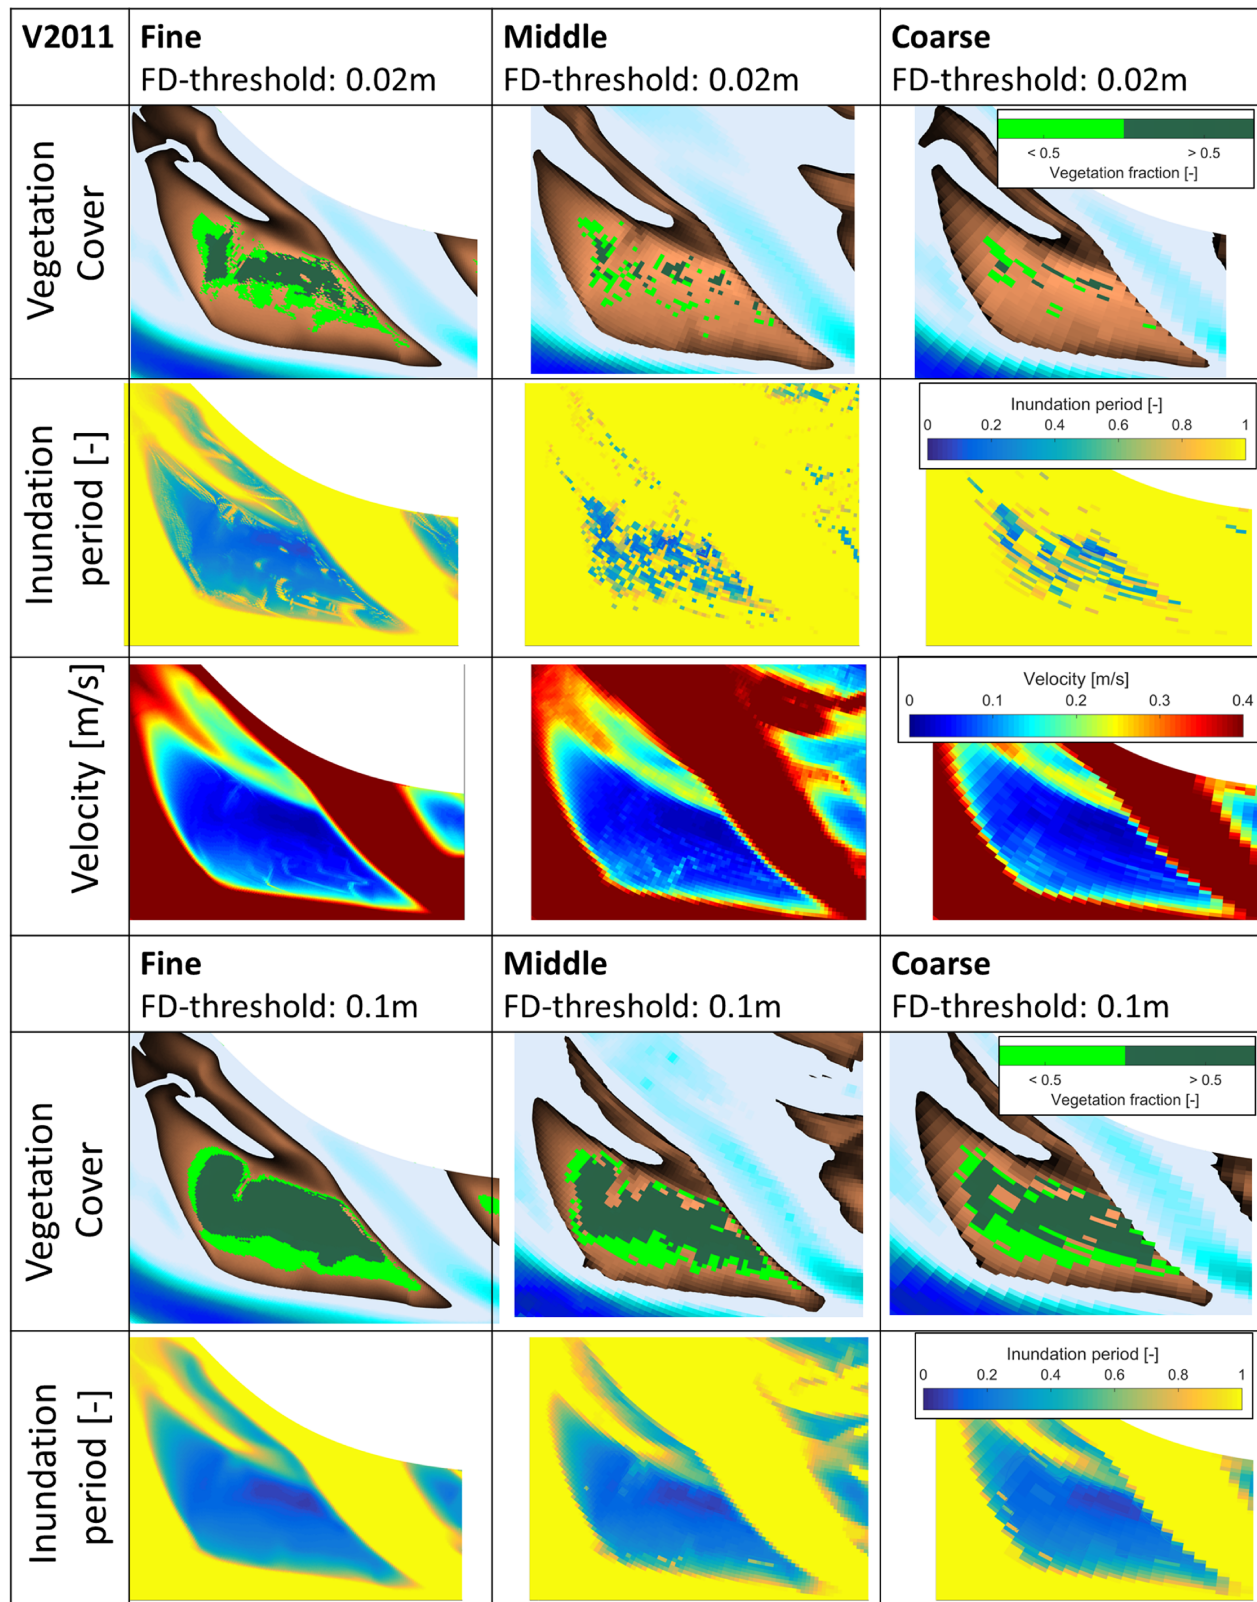 V2011
Fine
FD-threshold: 0.02m
Middle
FD-threshold: 0.02m
Coarse
FD-threshold: 0.02m
Vegetation
Cover
< 0.5 > 0.5
Vegetation fraction [-]
Inundation
period [-]
Inundation period [-]
0 0.2 0.4 0.6 0.8 1
Velocity [m/s]
Velocity [m/s]
0 0.1 0.2 0.3 0.4
Fine
FD-threshold: 0.1m
Middle
FD-threshold: 0.1m
Coarse
FD-threshold: 0.1m
Vegetation
Cover
< 0.5 > 0.5
Vegetation fraction [-]
Inundation
period [-]
Inundation period [-]
0 0.2 0.4 0.6 0.8 1